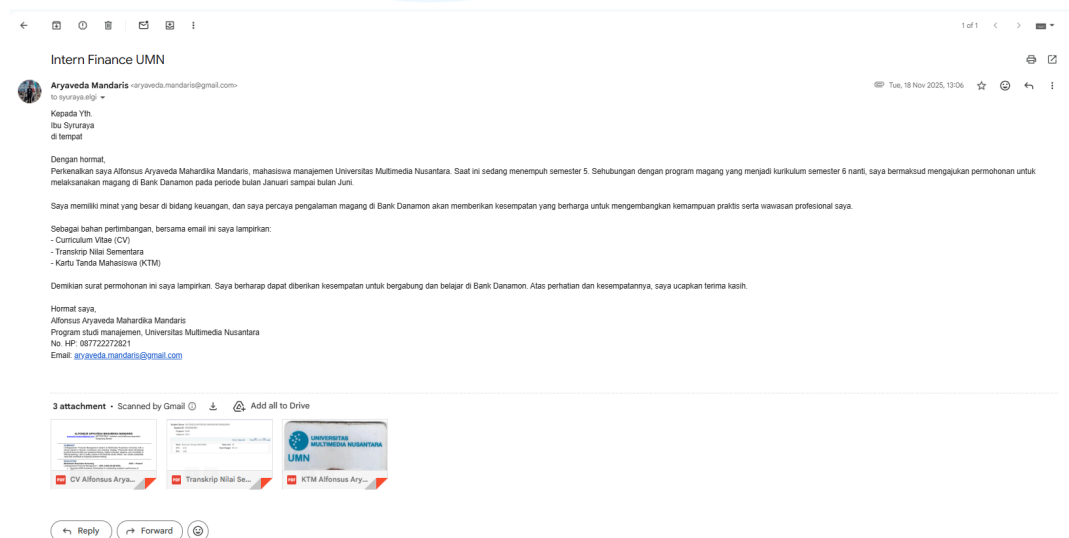 1 of 1
Intern Finance UMN
Aryaveda Mandaris <aryaveda.mandaris@gmail.com>
Tue, 18 Nov 2025, 13:06
to syuraya.elgi
Kepada Yth.
Ibu Syruraya
di tempat
Dengan hormat,
Perkenalkan saya Alfonsus Aryaveda Mahardika Mandaris, mahasiswa manajemen Universitas Multimedia Nusantara. Saat ini sedang menempuh semester 5. Sehubungan dengan program magang yang menjadi kurikulum semester 6 nanti, saya bermaksud mengajukan permohonan untuk
melaksanakan magang di Bank Danamon pada periode bulan Januari sampai bulan Juni.
Saya memiliki minat yang besar di bidang keuangan, dan saya percaya pengalaman magang di Bank Danamon akan memberikan kesempatan yang berharga untuk mengembangkan kemampuan praktis serta wawasan profesional saya.
Sebagai bahan pertimbangan, bersama email ini saya lampirkan:
- Curriculum Vitae (CV)
- Transkrip Nilai Sementara
- Kartu Tanda Mahasiswa (KTM)
Demikian surat permohonan ini saya lampirkan. Saya berharap dapat diberikan kesempatan untuk bergabung dan belajar di Bank Danamon. Atas perhatian dan kesempatannya, saya ucapkan terima kasih.
Hormat saya,
Alfonsus Aryaveda Mahardika Mandaris
Program studi manajemen, Universitas Multimedia Nusantara
No. HP: 087722272821
Email: aryaveda.mandaris@gmail.com
3 attachment • Scanned by Gmail
Add all to Drive
UNIVERSITAS
MULTIMEDIA NUSANTARA
UMN
PDF CV Alfonsus Arya...
PDF Transkrip Nilai Se...
PDF KTM Alfonsus Ary...
Reply
Forward